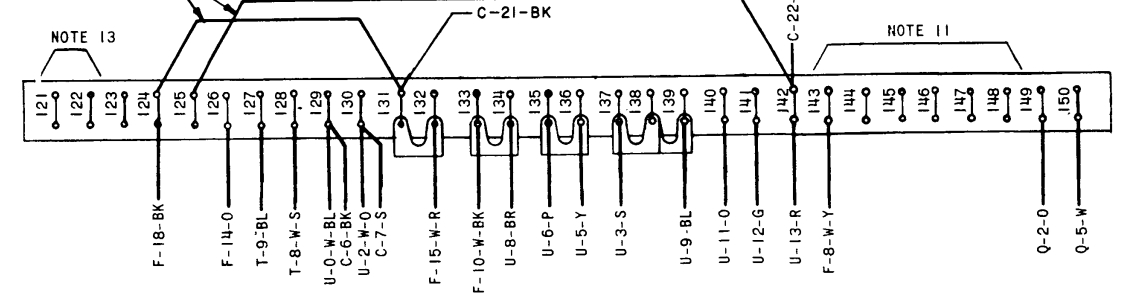 C-21-BK
C-22-
NOTE 13
NOTE 11
121
122
123
124
125
126
127
128
129
130
131
132
133
134
135
136
137
138
139
140
141
142
143
144
145
146
147
148
149
150
F-18-BK
F-14-O
T-9-BL
T-8-W-S
U-0-W-BL
C-6-BK
U-2-W-O
C-7-S
F-15-W-R
F-10-W-BK
U-8-BR
U-6-P
U-5-Y
U-3-S
U-9-BL
U-11-O
U-12-G
U-13-R
F-8-W-Y
Q-2-O
Q-5-W